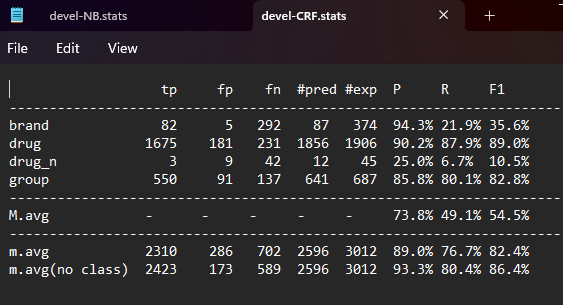 devel-NB.stats devel-CRF.stats
File Edit View
tp fp fn #pred #exp P R F1
------------------------------------------------------------------------------
brand 82 5 292 87 374 94.3% 21.9% 35.6%
drug 1675 181 231 1856 1906 90.2% 87.9% 89.0%
drug_n 3 9 42 12 45 25.0% 6.7% 10.5%
group 550 91 137 641 687 85.8% 80.1% 82.8%
------------------------------------------------------------------------------
M.avg - - - - - 73.8% 49.1% 54.5%
------------------------------------------------------------------------------
m.avg 2310 286 702 2596 3012 89.0% 76.7% 82.4%
m.avg(no class) 2423 173 589 2596 3012 93.3% 80.4% 86.4%